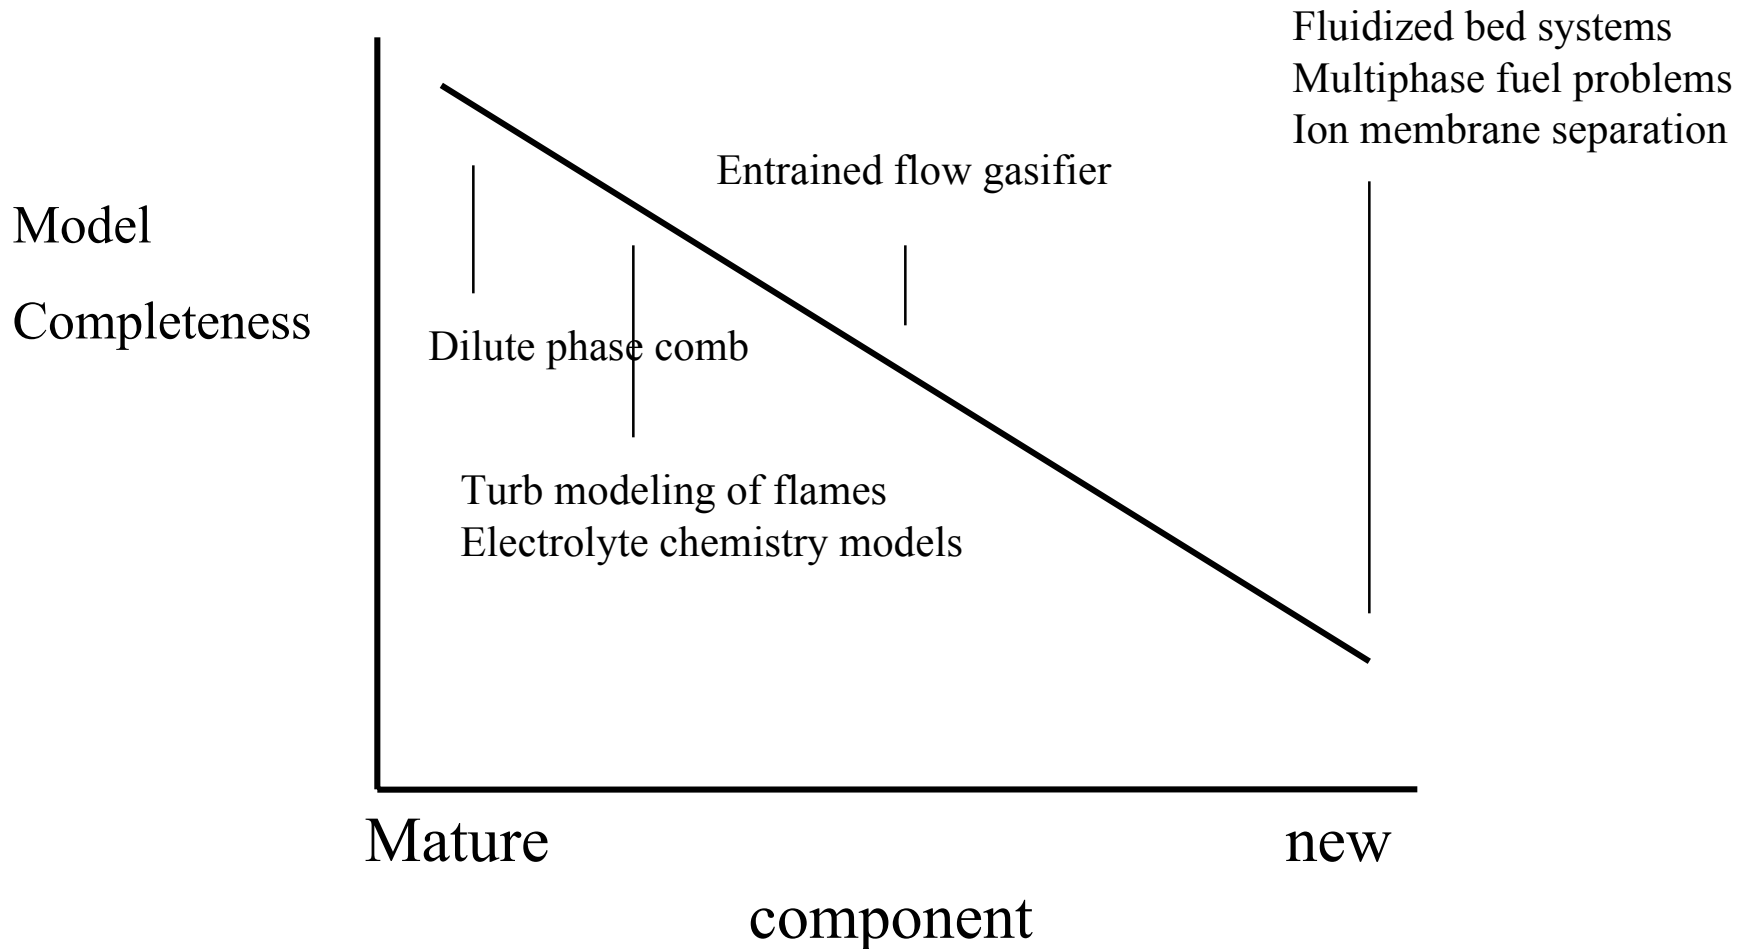 Fluidized bed systems
Multiphase fuel problems
Ion membrane separation
Entrained flow gasifier
Model
Completeness
Dilute phase comb
Turb modeling of flames
Electrolyte chemistry models
Mature
new
component